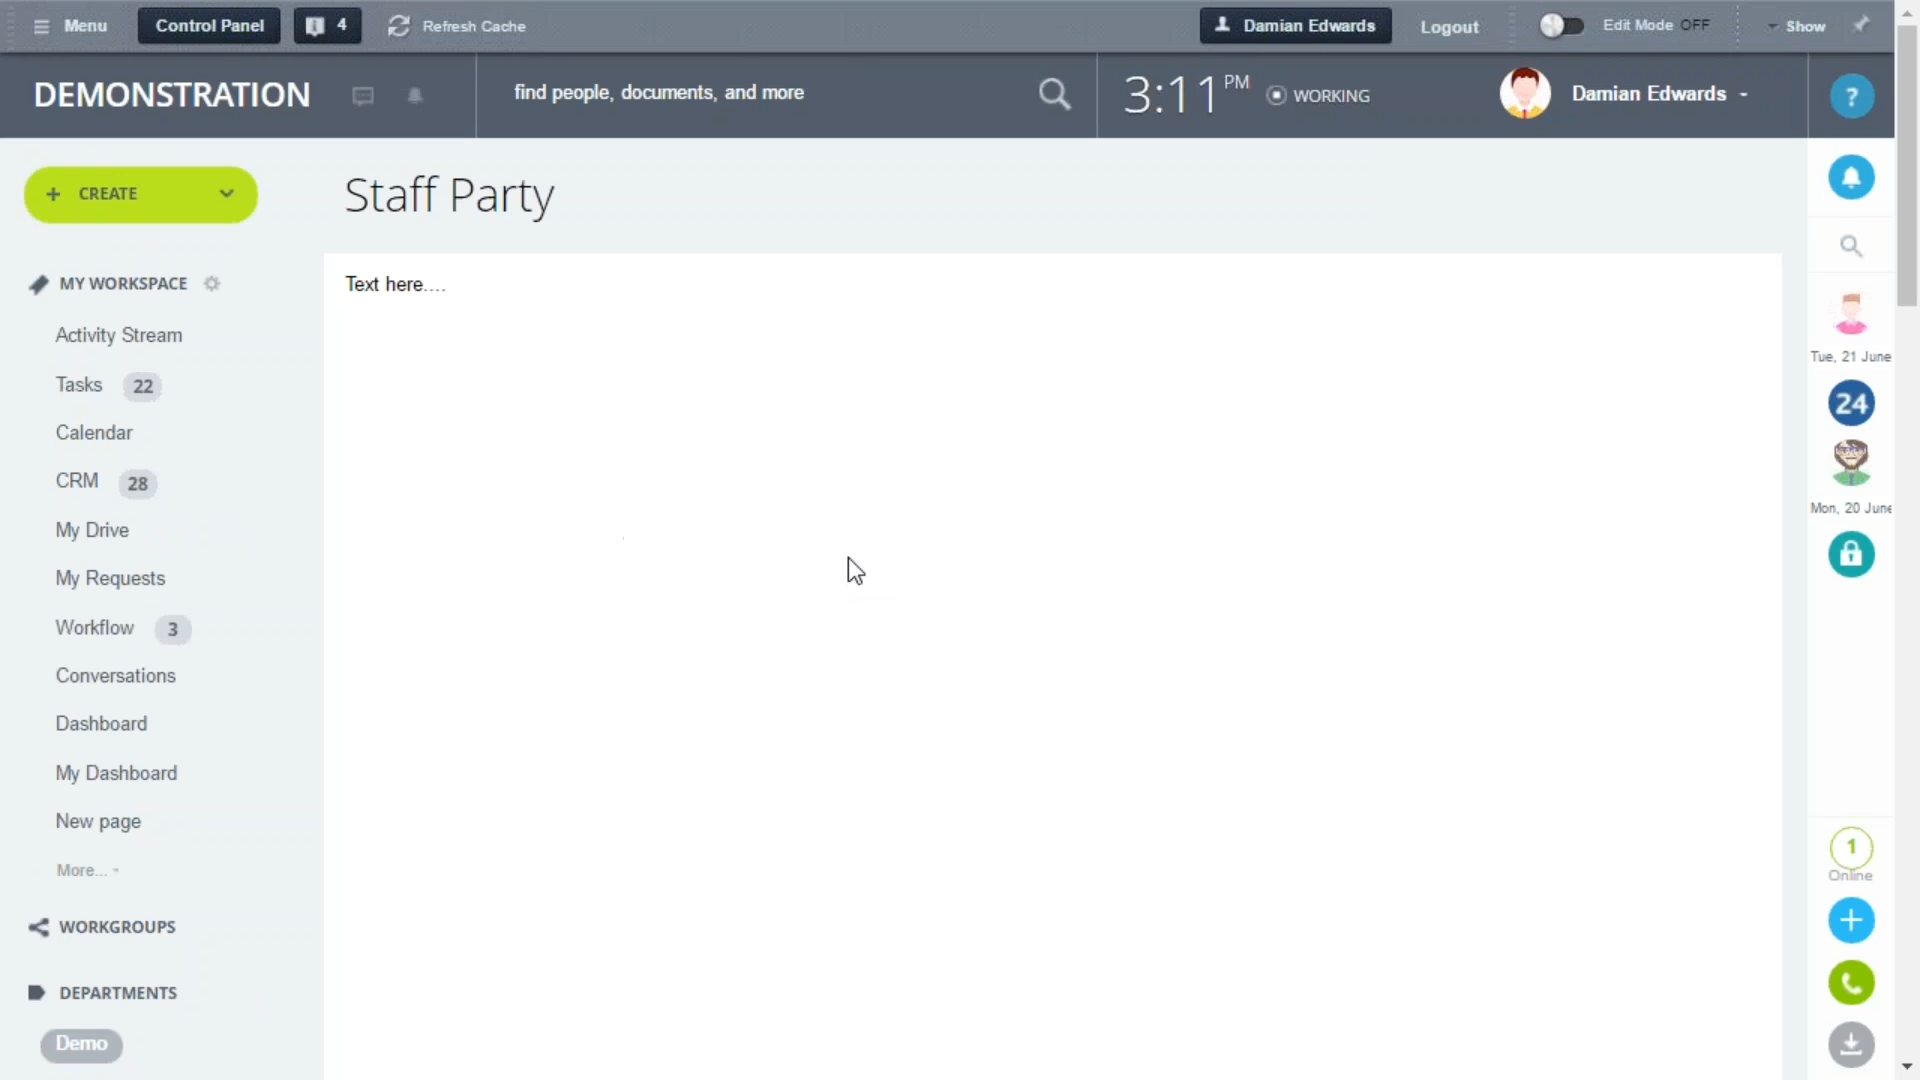 Menu
Control Panel
4
Refresh Cache
Damian Edwards
Logout
Edit Mode OFF
Show
DEMONSTRATION
find people, documents, and more
3:11 PM
WORKING
Damian Edwards
?
CREATE
Staff Party
MY WORKSPACE
Text here....
Activity Stream
Tasks 22
Calendar
CRM 28
My Drive
My Requests
Workflow 3
Conversations
Dashboard
My Dashboard
New page
More...
WORKGROUPS
DEPARTMENTS
Demo
Tue, 21 June
24
Mon, 20 June
1
Online